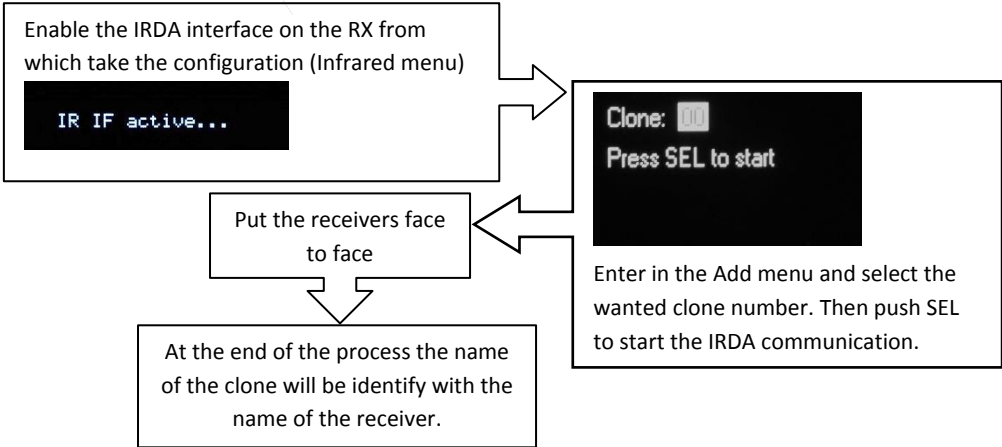 Enable the IRDA interface on the RX from
which take the configuration (Infrared menu)
IR IF active...
Clone: 00
Press SEL to start
Enter in the Add menu and select the
wanted clone number. Then push SEL
to start the IRDA communication.
Put the receivers face
to face
At the end of the process the name
of the clone will be identify with the
name of the receiver.